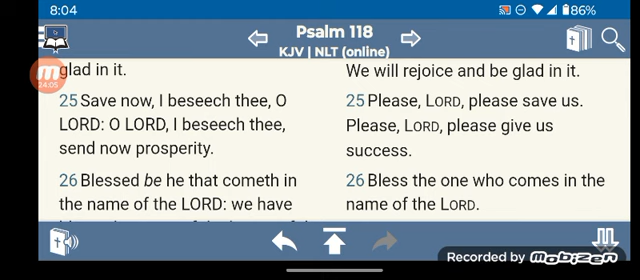 8:04
86%
Psalm 118
KJV | NLT (online)
24:05
glad in it.
25 Save now, I beseech thee, O
LORD: O LORD, I beseech thee,
send now prosperity.
26 Blessed be he that cometh in
the name of the LORD: we have
We will rejoice and be glad in it.
25 Please, LORD, please save us.
Please, LORD, please give us
success.
26 Bless the one who comes in the
name of the LORD.
Recorded by Mobizen